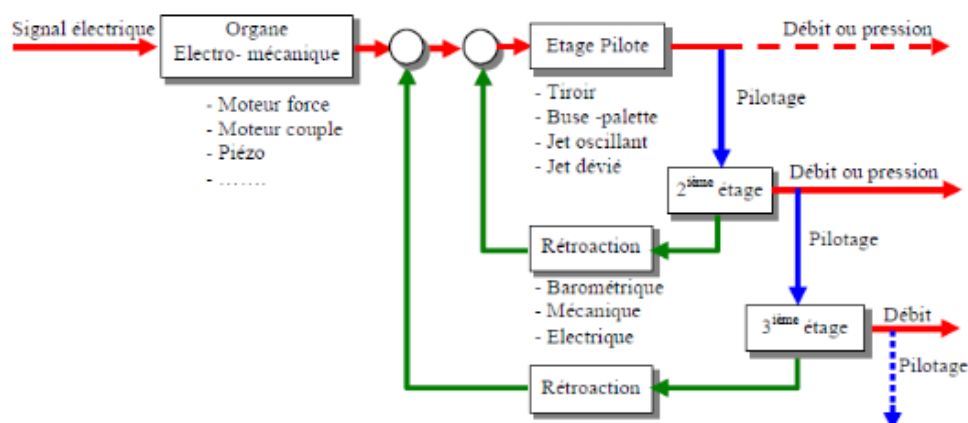 Signal électrique
Organe
Electro- mécanique
- Moteur force
- Moteur couple
- Piézo
- …….
Etage Pilote
- Tiroir
- Buse -palette
- Jet oscillant
- Jet dévié
Débit ou pression
Pilotage
2ième étage
Débit ou pression
Pilotage
Rétroaction
- Barométrique
- Mécanique
- Electrique
3ième étage
Débit
Pilotage
Rétroaction